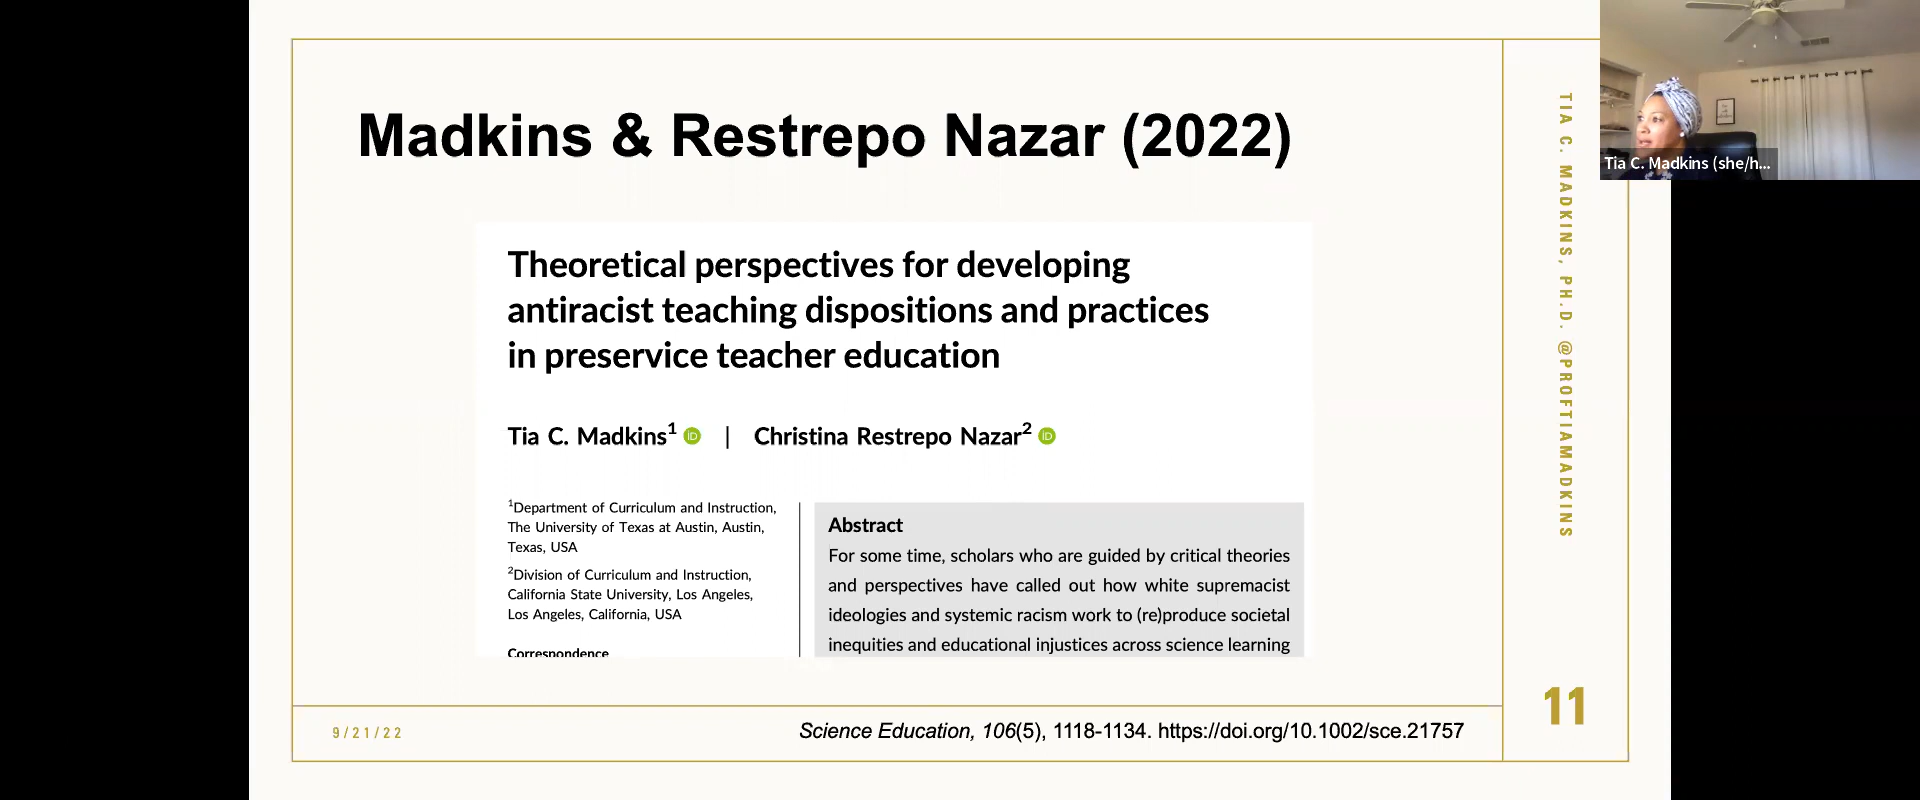 Madkins & Restrepo Nazar (2022)
Theoretical perspectives for developing
antiracist teaching dispositions and practices
in preservice teacher education
Tia C. Madkins1 iD | Christina Restrepo Nazar2 iD
1Department of Curriculum and Instruction,
The University of Texas at Austin, Austin,
Texas, USA
2Division of Curriculum and Instruction,
California State University, Los Angeles,
Los Angeles, California, USA
Correspondence
Abstract
For some time, scholars who are guided by critical theories
and perspectives have called out how white supremacist
ideologies and systemic racism work to (re)produce societal
inequities and educational injustices across science learning
9/21/22
Science Education, 106(5), 1118-1134. https://doi.org/10.1002/sce.21757
11
TIA C. MADKINS, PH.D. @PROFTIAMADKINS
Tia C. Madkins (she/h...